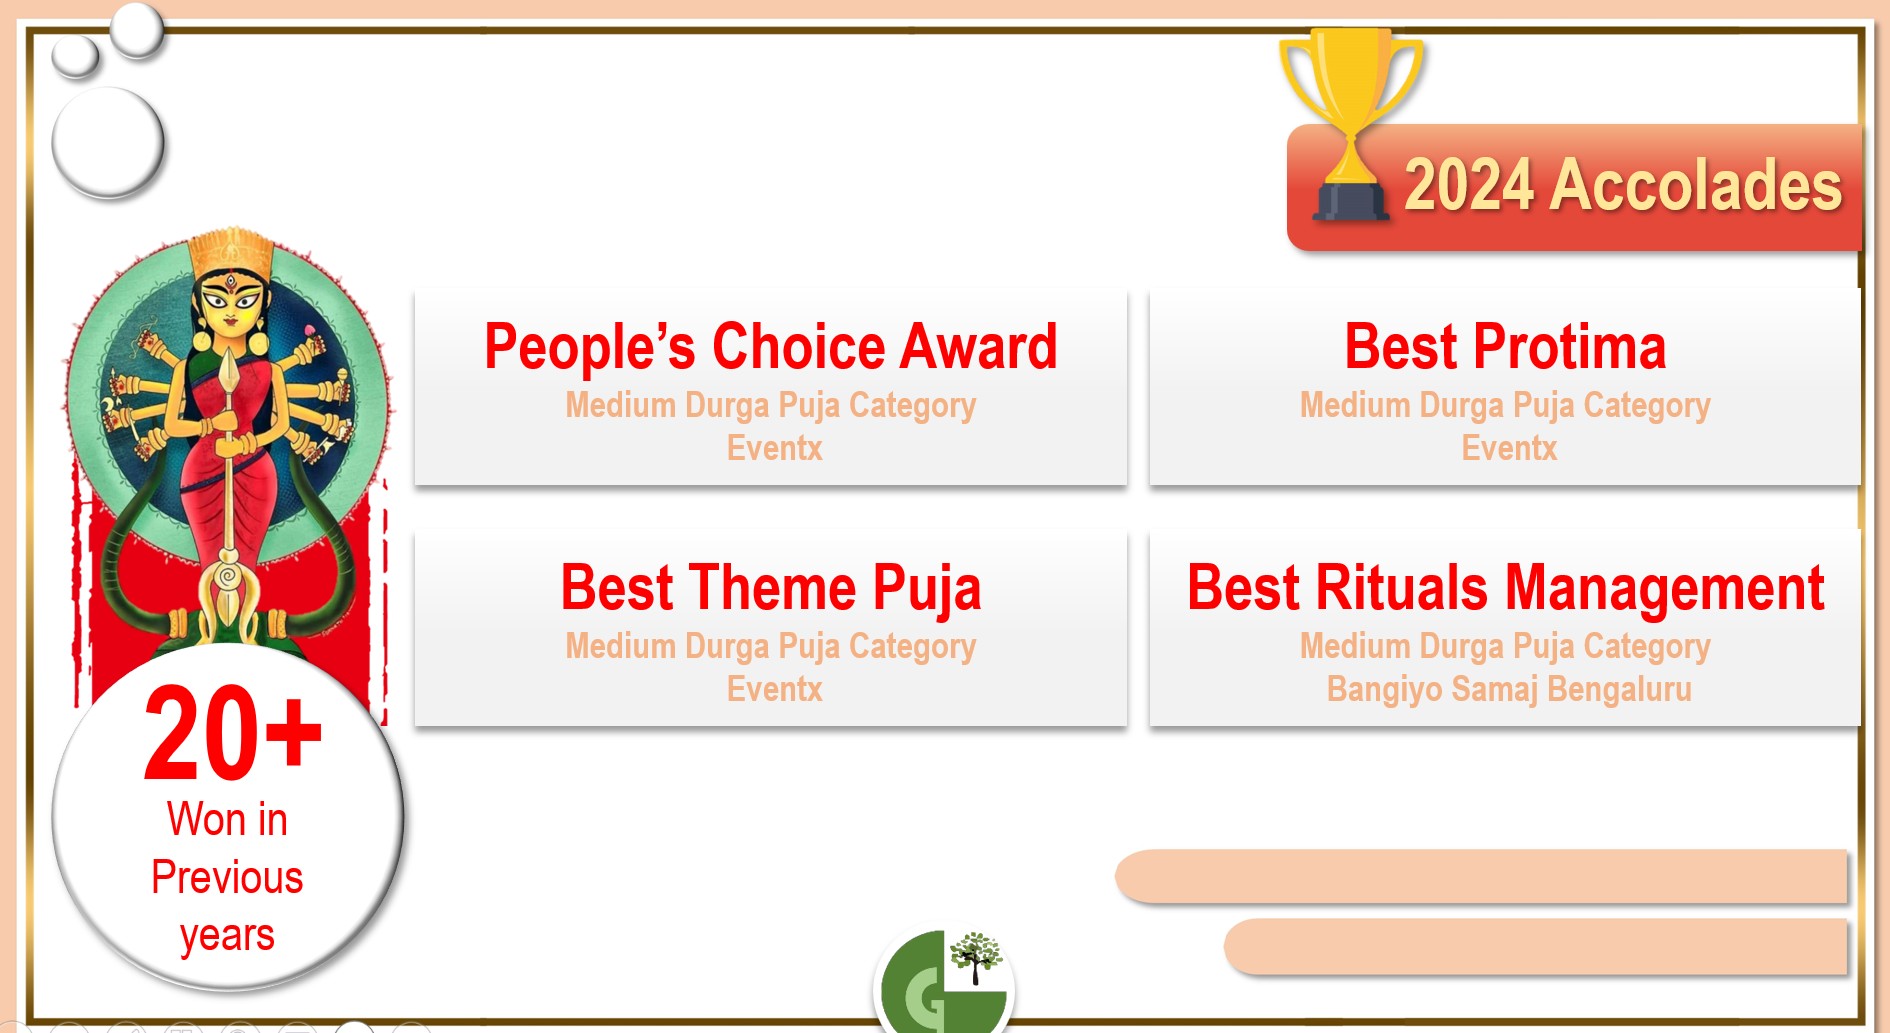 2024 Accolades
People’s Choice Award
Medium Durga Puja Category
Eventx
Best Protima
Medium Durga Puja Category
Eventx
Best Theme Puja
Medium Durga Puja Category
Eventx
Best Rituals Management
Medium Durga Puja Category
Bangiyo Samaj Bengaluru
20+
Won in
Previous
years
G